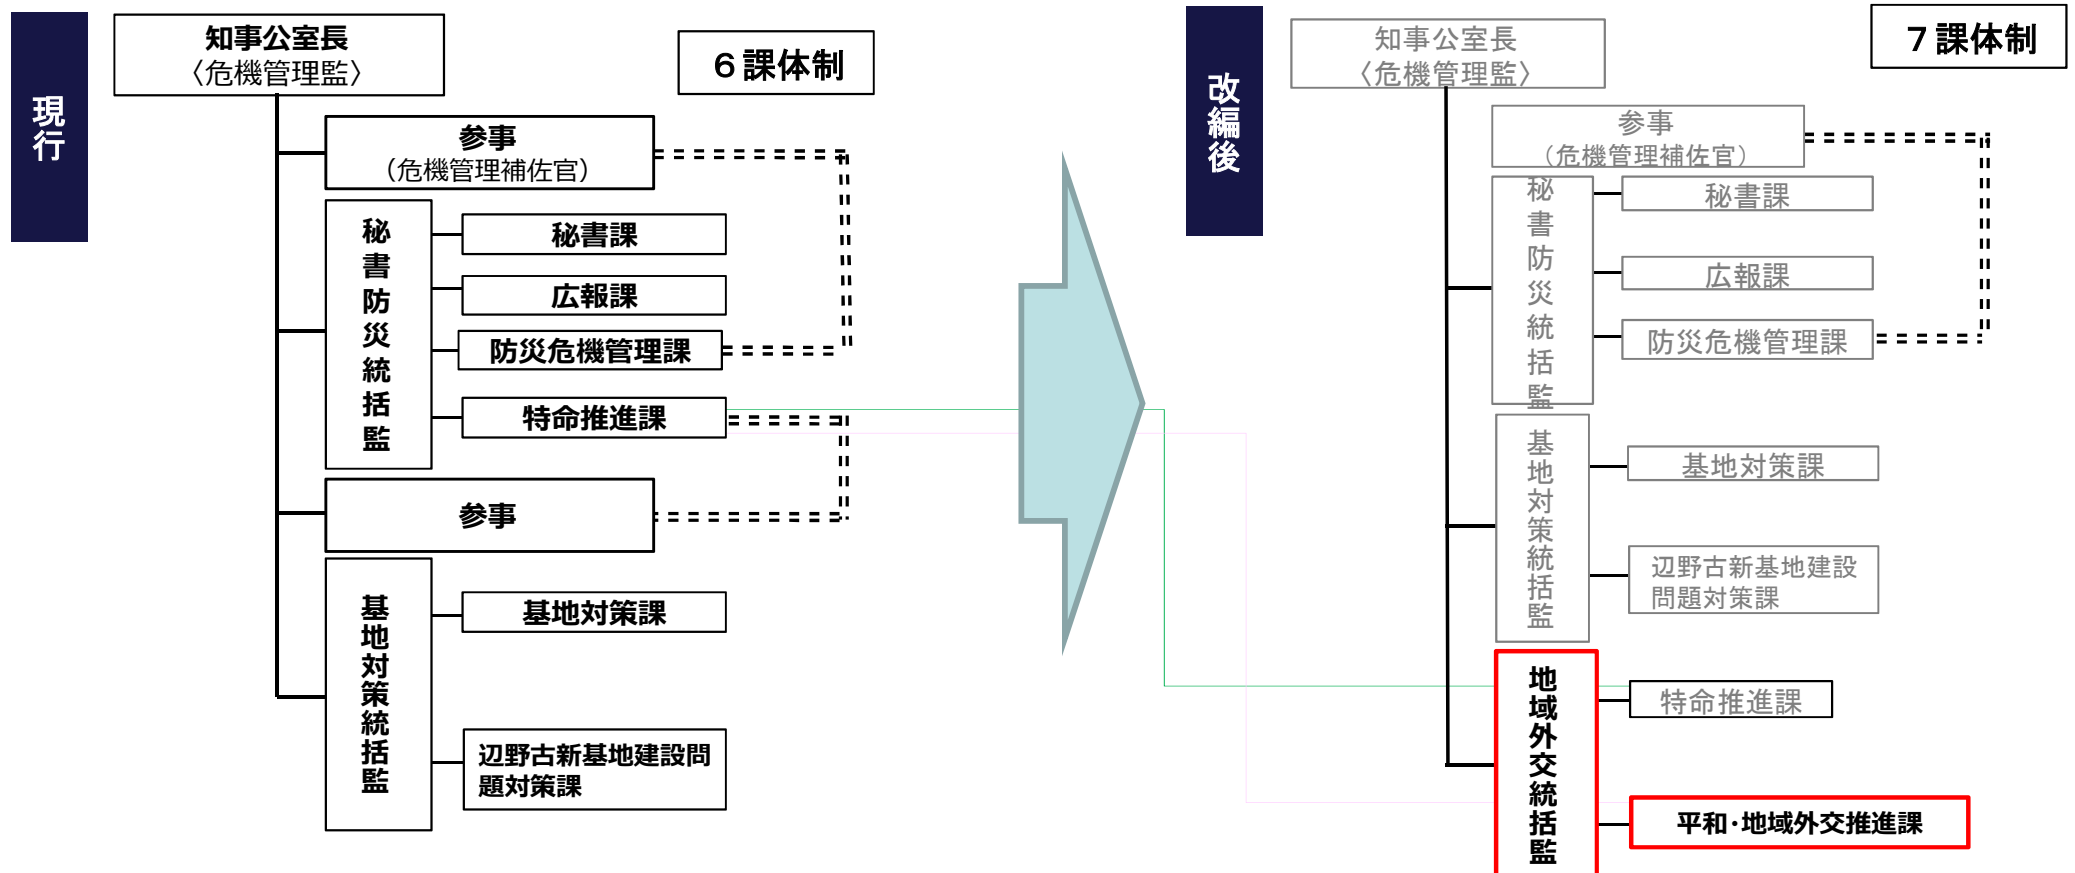 現行
知事公室長
〈危機管理監〉
６課体制
参事
（危機管理補佐官）
秘書防災統括監
秘書課
広報課
防災危機管理課
特命推進課
参事
基地対策統括監
基地対策課
辺野古新基地建設問
題対策課
改編後
知事公室長
〈危機管理監〉
７課体制
参事
（危機管理補佐官）
秘書防災統括監
秘書課
広報課
防災危機管理課
基地対策統括監
基地対策課
辺野古新基地建設
問題対策課
地域外交統括監
特命推進課
平和・地域外交推進課